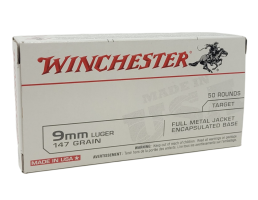 WINCHESTER
50 ROUNDS
TARGET
9mm LUGER
147 GRAIN
FULL METAL JACKET
ENCAPSULATED BASE
MADE IN USA